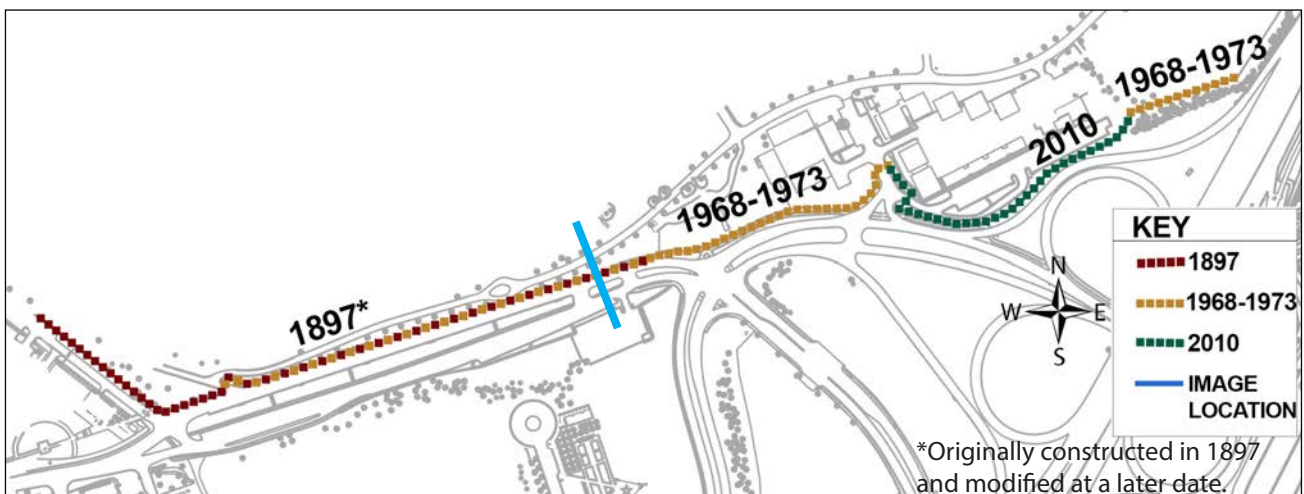 1968-1973
2010
1968-1973
1897*
KEY
1897
1968-1973
2010
IMAGE
LOCATION
N
W E
S
*Originally constructed in 1897
and modified at a later date.